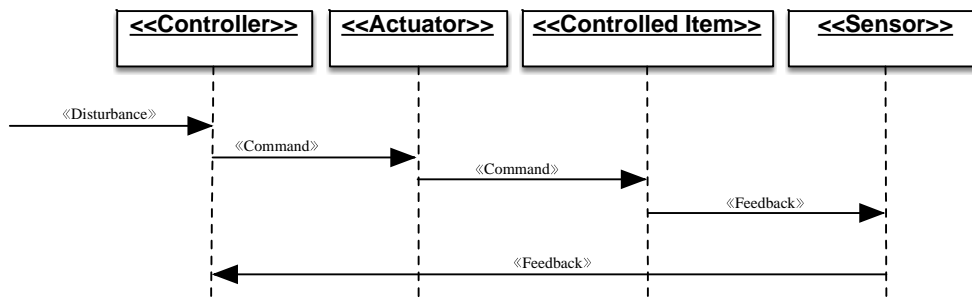 <<Controller>>
<<Actuator>>
<<Controlled Item>>
<<Sensor>>
《Disturbance》
《Command》
《Command》
《Feedback》
《Feedback》